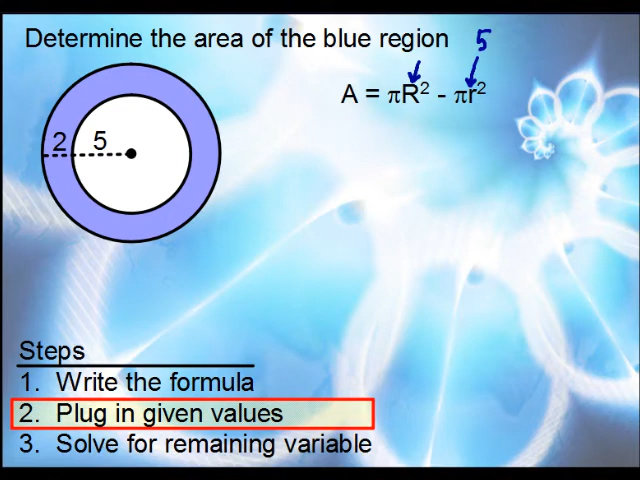 Determine the area of the blue region 5
A = πR² - πr²
2 5
Steps
1. Write the formula
2. Plug in given values
3. Solve for remaining variable